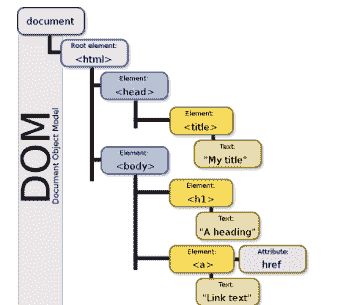 document
Root element:
<html>
Element:
<head>
Element:
<title>
Text:
"My title"
Element:
<body>
Element:
<h1>
Text:
"A heading"
Element:
<a>
Attribute:
href
Text:
"Link text"
DOM
Document Object Model